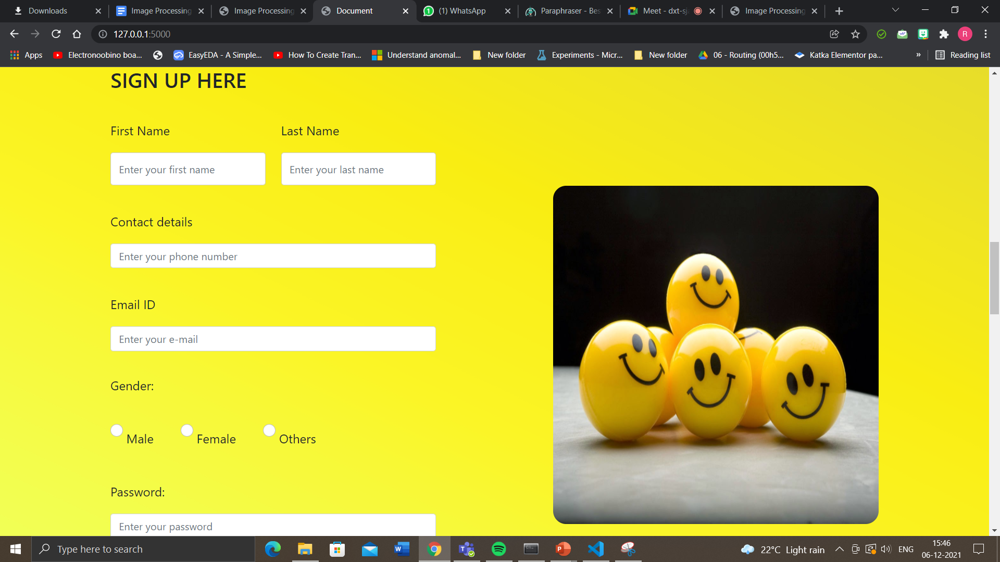 Downloads
Image Processing
Image Processing
Document
(1) WhatsApp
Paraphraser - Bes
Meet - dxt-sj
Image Processing
127.0.0.1:5000
R
Apps
Electronoobino boa...
EasyEDA - A Simple...
How To Create Tran...
Understand anomal...
New folder
Experiments - Micr...
New folder
06 - Routing (00h5...
Katka Elementor pa...
»
Reading list
SIGN UP HERE
First Name
Last Name
Enter your first name
Enter your last name
Contact details
Enter your phone number
Email ID
Enter your e-mail
Gender:
Male
Female
Others
Password:
Enter your password
Type here to search
22°C Light rain
ENG
15:46
06-12-2021